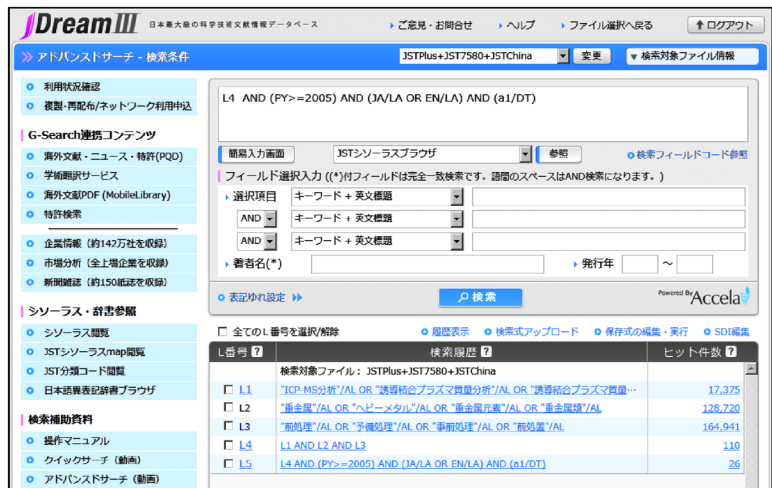 JDreamⅢ 日本最大級の科学技術文献情報データベース
ご意見・お問合せ ヘルプ ファイル選択へ戻る ログアウト
アドバンスドサーチ - 検索条件
JSTPlus+JST7580+JSTChina 変更 検索対象ファイル情報
利用状況確認
複製・再配布/ネットワーク利用申込
G-Search連携コンテンツ
海外文献・ニュース・特許(PQD)
学術翻訳サービス
海外文献PDF (MobileLibrary)
特許検索
企業情報（約142万社を収録）
市場分析（全上場企業を収録）
新聞雑誌（約150紙誌を収録）
シソーラス・辞書参照
シソーラス閲覧
JSTシソーラスmap閲覧
JST分類コード閲覧
日本語異表記辞書ブラウザ
検索補助資料
操作マニュアル
クイックサーチ（動画）
アドバンスドサーチ（動画）
L4 AND (PY>=2005) AND (JA/LA OR EN/LA) AND (a1/DT)
簡易入力画面 JSTシソーラスブラウザ 参照 検索フィールドコード参照
フィールド選択入力 ((*)付フィールドは完全一致検索です。語間のスペースはAND検索になります。)
選択項目 キーワード + 英文標題
AND キーワード + 英文標題
AND キーワード + 英文標題
著者名(*) 発行年 ～
表記ゆれ設定 検索 Powered By Accela
全てのL番号を選択/解除 履歴表示 検索式アップロード 保存式の編集・実行 SDI編集
L番号 ? 検索履歴 ? ヒット件数 ?
検索対象ファイル：JSTPlus+JST7580+JSTChina
L1 "ICP-MS分析"/AL OR "誘導結合プラズマ質量分析"/AL OR "誘導結合プラズマ質量… 17,375
L2 "重金属"/AL OR "ヘビーメタル"/AL OR "重金属元素"/AL OR "重金属類"/AL 128,720
L3 "前処理"/AL OR "予備処理"/AL OR "事前処理"/AL OR "前処置"/AL 164,941
L4 L1 AND L2 AND L3 110
L5 L4 AND (PY>=2005) AND (JA/LA OR EN/LA) AND (a1/DT) 26